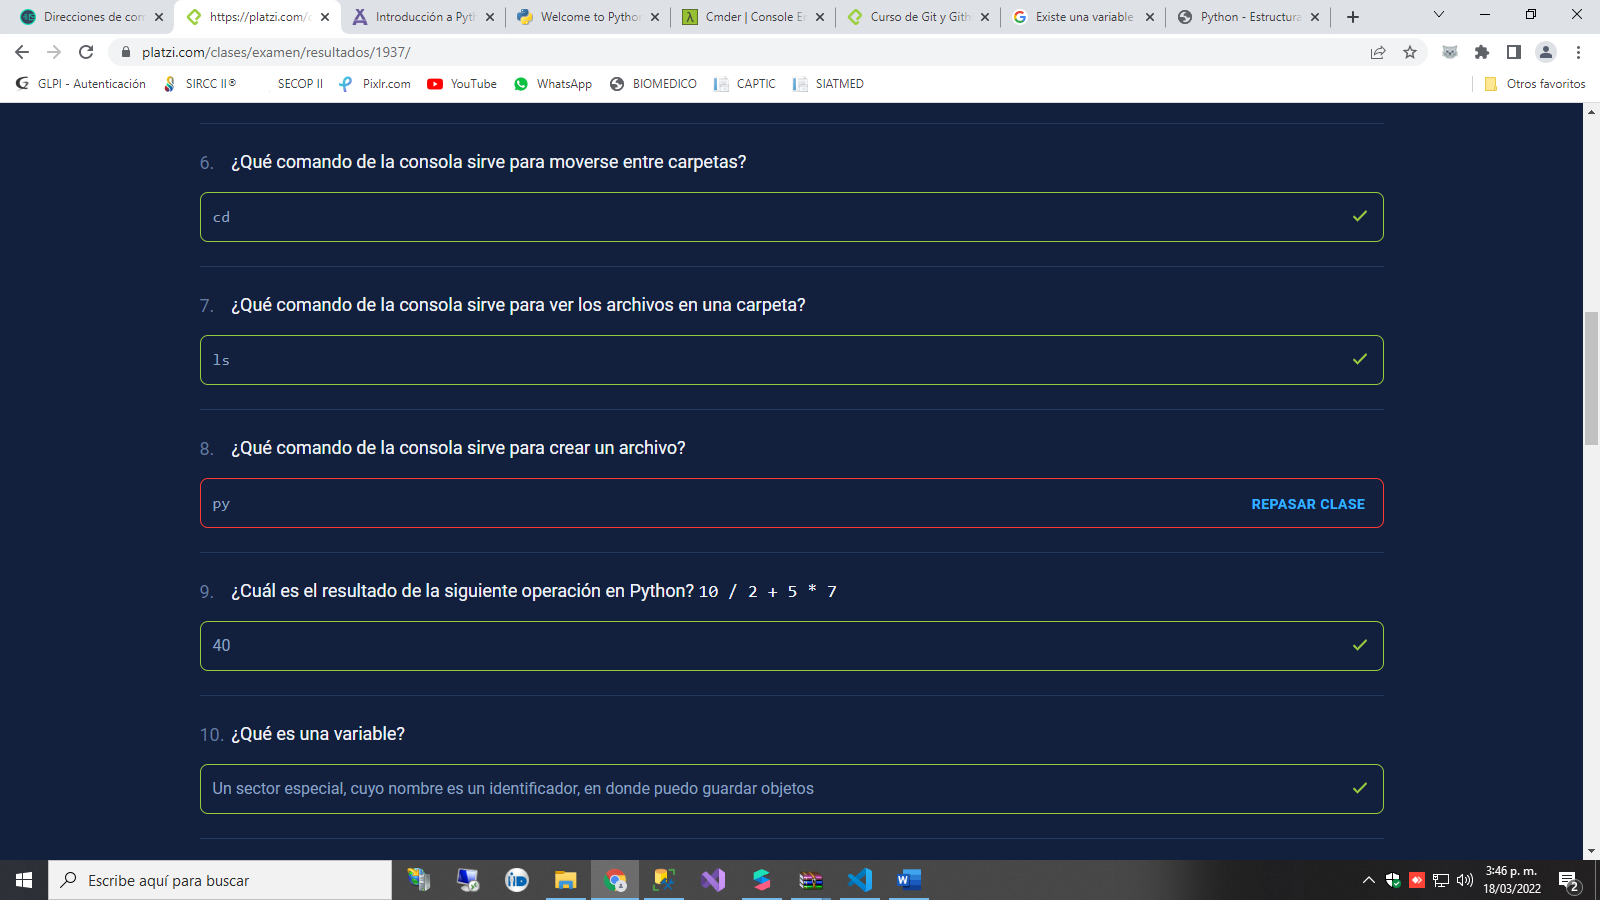 Direcciones de con
https://platzi.com/c
Introducción a Pyth
Welcome to Python
Cmder | Console E
Curso de Git y Gith
Existe una variable
Python - Estructura
platzi.com/clases/examen/resultados/1937/
GLPI - Autenticación
SIRCC II®
SECOP II
Pixlr.com
YouTube
WhatsApp
BIOMEDICO
CAPTIC
SIATMED
Otros favoritos
6. ¿Qué comando de la consola sirve para moverse entre carpetas?
cd
7. ¿Qué comando de la consola sirve para ver los archivos en una carpeta?
ls
8. ¿Qué comando de la consola sirve para crear un archivo?
py REPASAR CLASE
9. ¿Cuál es el resultado de la siguiente operación en Python? 10 / 2 + 5 * 7
40
10. ¿Qué es una variable?
Un sector especial, cuyo nombre es un identificador, en donde puedo guardar objetos
Escribe aquí para buscar
3:46 p. m.
18/03/2022
2